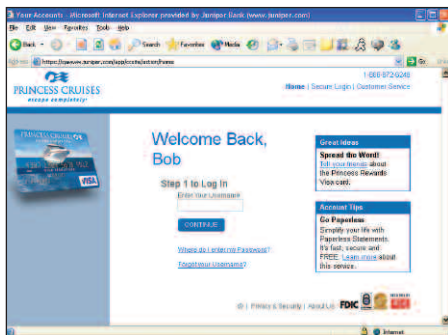 Your Accounts - Microsoft Internet Explorer provided by Juniper Bank (www.juniper.com)
File Edit View Favorites Tools Help
Back Search Favorites Media
Address Go
1-866-872-9248
PRINCESS CRUISES
escape completely
Home | Secure Login | Customer Service
PRINCESS CRUISES
VISA
Welcome Back,
Bob
Step 1 to Log In
Enter Your Username
CONTINUE
Where do I enter my Password?
Forgot your Username?
Great Ideas
Spread the Word!
Tell your friends about
the Princess Rewards
Visa card.
Account Tips
Go Paperless
Simplify your life with
Paperless Statements.
It's fast, secure and
FREE. Learn more about
this service.
| Privacy & Security | About Us FDIC
Internet